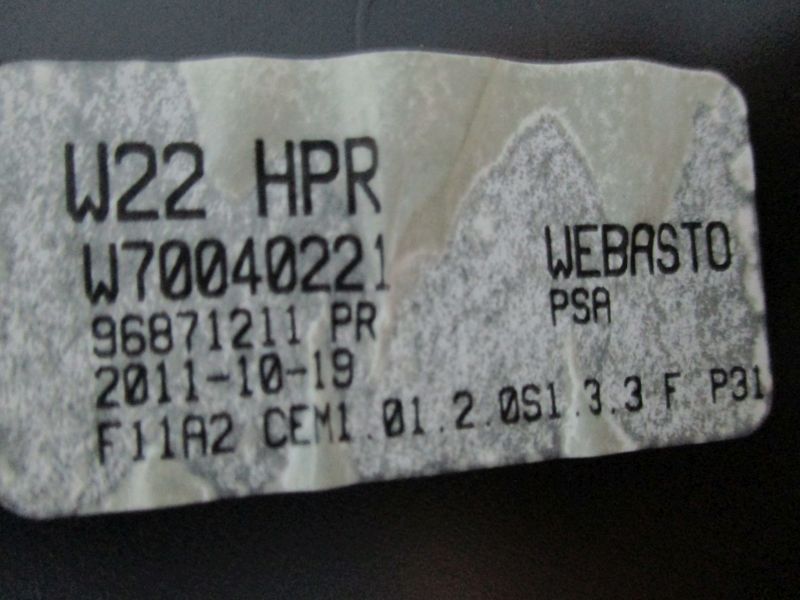 W22 HPR
W70040221
WEBASTO
96871211 PR
PSA
2011-10-19
F11A2 CEM1.01.2.0S1.3.3 F P31